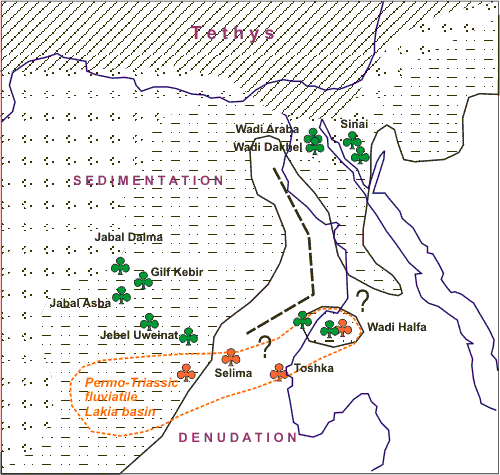 Tethys
Wadi Araba
Sinai
Wadi Dakhel
SEDIMENTATION
Jabal Dalma
Gilf Kebir
Jabal Asba
?
Wadi Halfa
Jebel Uweinat
?
Selima
Toshka
Permo-Triassic
fluviatile
Lakia basin
DENUDATION